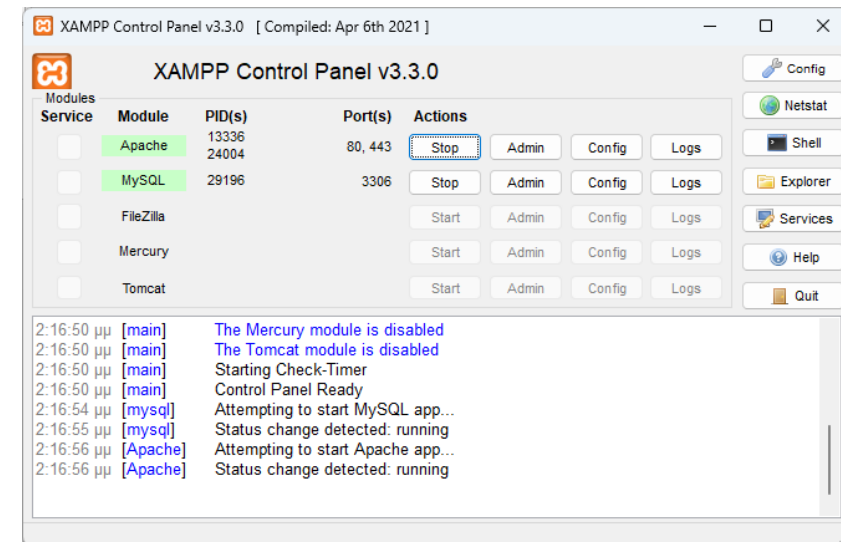 XAMPP Control Panel v3.3.0 [ Compiled: Apr 6th 2021 ]
XAMPP Control Panel v3.3.0
Config
Modules
Service Module PID(s) Port(s) Actions
Netstat
Apache 13336 24004 80, 443 Stop Admin Config Logs
Shell
MySQL 29196 3306 Stop Admin Config Logs
Explorer
FileZilla Start Admin Config Logs
Services
Mercury Start Admin Config Logs
Help
Tomcat Start Admin Config Logs
Quit
2:16:50 μμ [main] The Mercury module is disabled
2:16:50 μμ [main] The Tomcat module is disabled
2:16:50 μμ [main] Starting Check-Timer
2:16:50 μμ [main] Control Panel Ready
2:16:54 μμ [mysql] Attempting to start MySQL app...
2:16:55 μμ [mysql] Status change detected: running
2:16:56 μμ [Apache] Attempting to start Apache app...
2:16:56 μμ [Apache] Status change detected: running